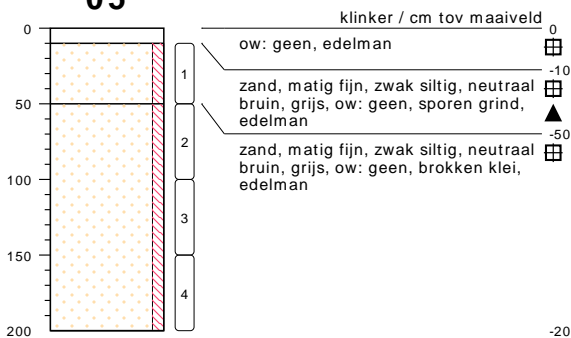 05
klinker / cm tov maaiveld
0
0
ow: geen, edelman
-10
1
zand, matig fijn, zwak siltig, neutraal
bruin, grijs, ow: geen, sporen grind,
edelman
50
-50
2
zand, matig fijn, zwak siltig, neutraal
bruin, grijs, ow: geen, brokken klei,
edelman
100
3
150
4
200
-20